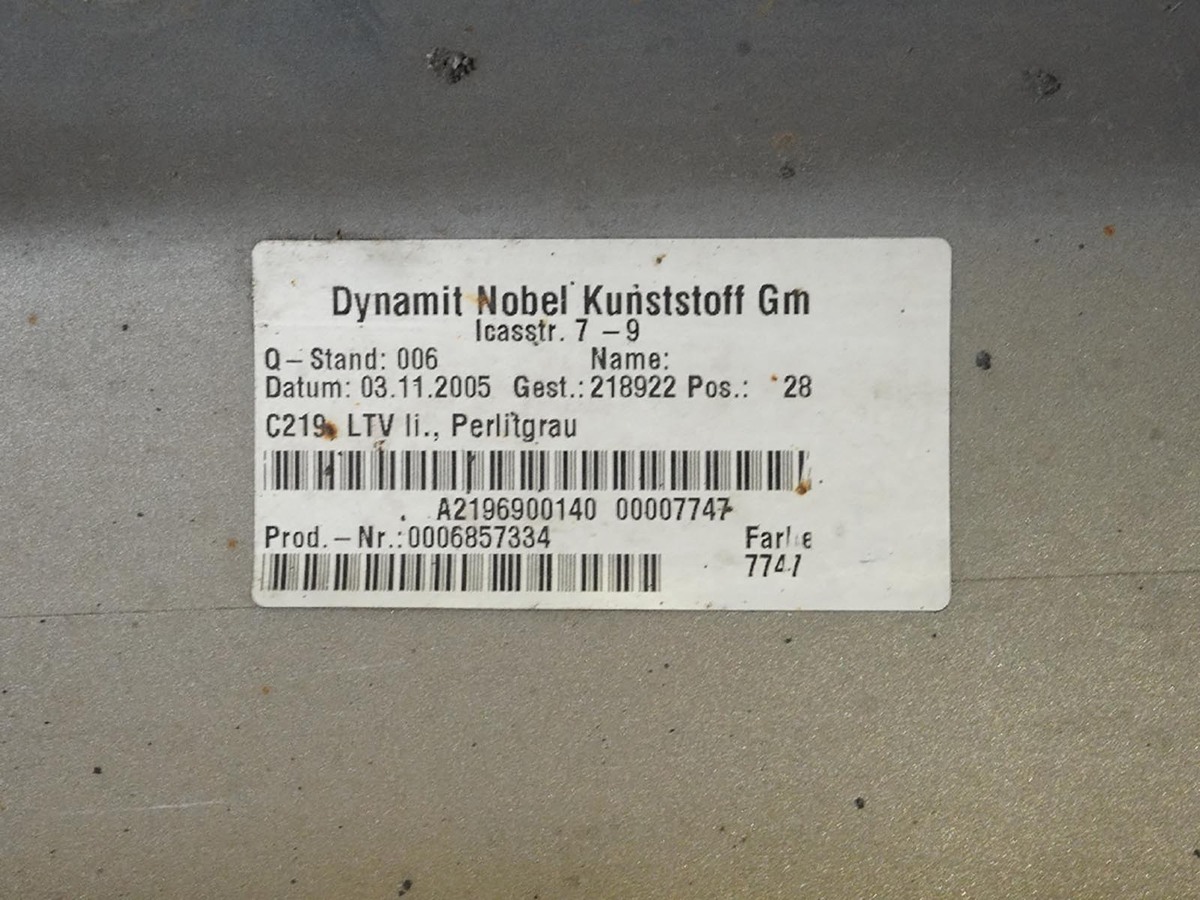 Dynamit Nobel Kunststoff Gm
Icasstr. 7 – 9
Q – Stand: 006 Name:
Datum: 03.11.2005 Gest.: 218922 Pos.: 28
C219, LTV li., Perlitgrau
A2196900140 00007747
Prod. – Nr.:0006857334 Farbe
7747